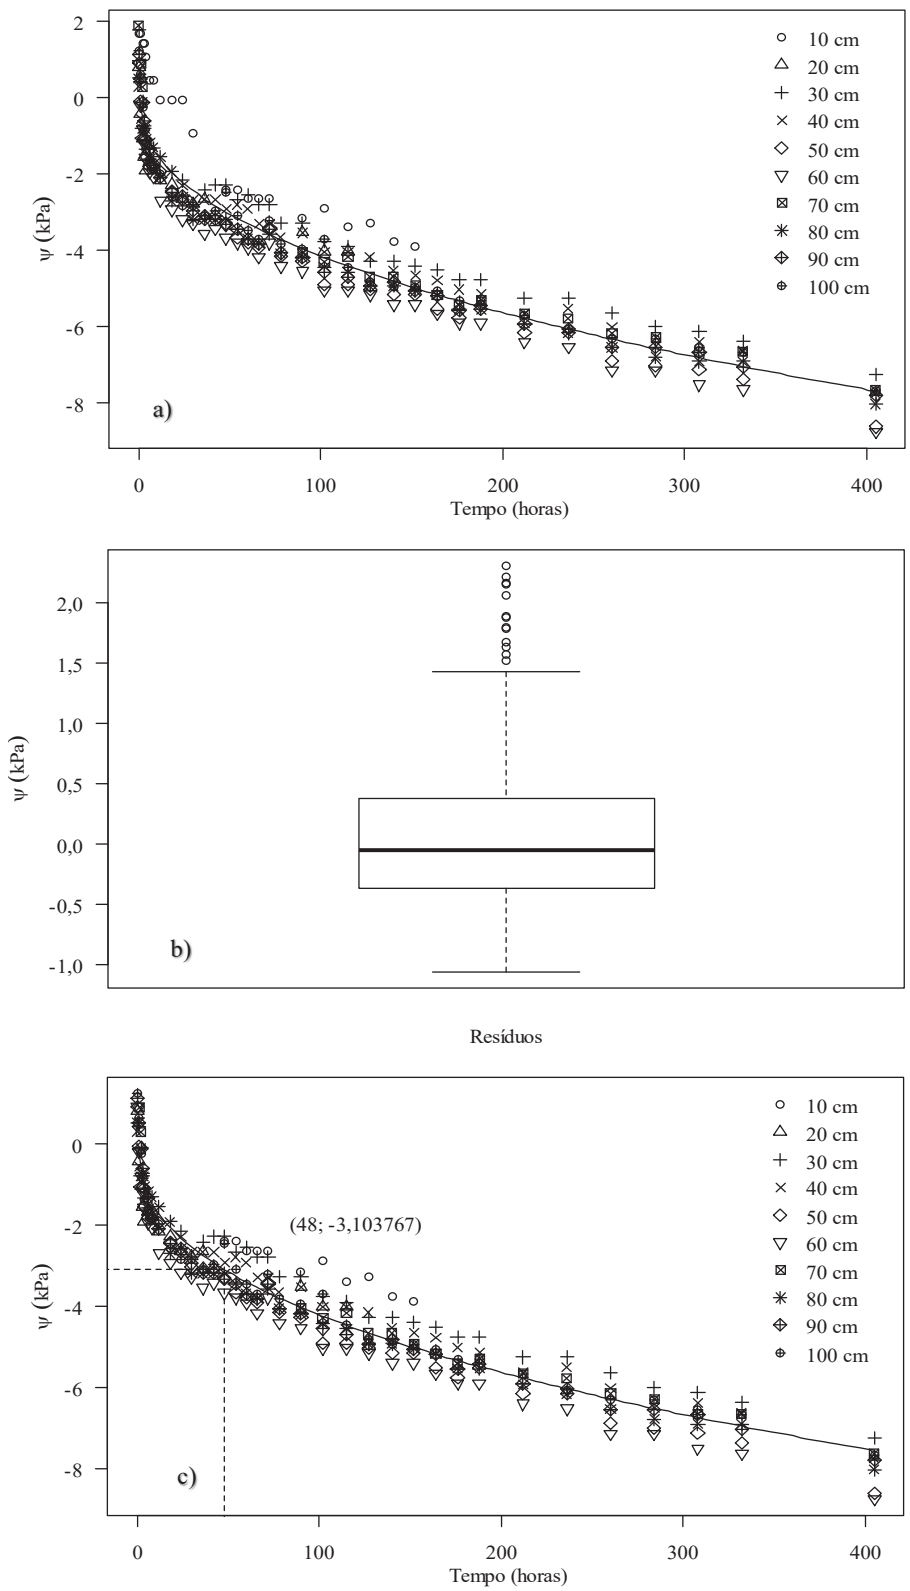 2
0
-2
-4
-6
-8
ψ (kPa)
10 cm
20 cm
30 cm
40 cm
50 cm
60 cm
70 cm
80 cm
90 cm
100 cm
a)
0 100 200 300 400
Tempo (horas)
2,0
1,5
1,0
0,5
0,0
-0,5
-1,0
ψ (kPa)
b)
Resíduos
0
-2
-4
-6
-8
ψ (kPa)
10 cm
20 cm
30 cm
40 cm
50 cm
60 cm
70 cm
80 cm
90 cm
100 cm
(48; -3,103767)
c)
0 100 200 300 400
Tempo (horas)